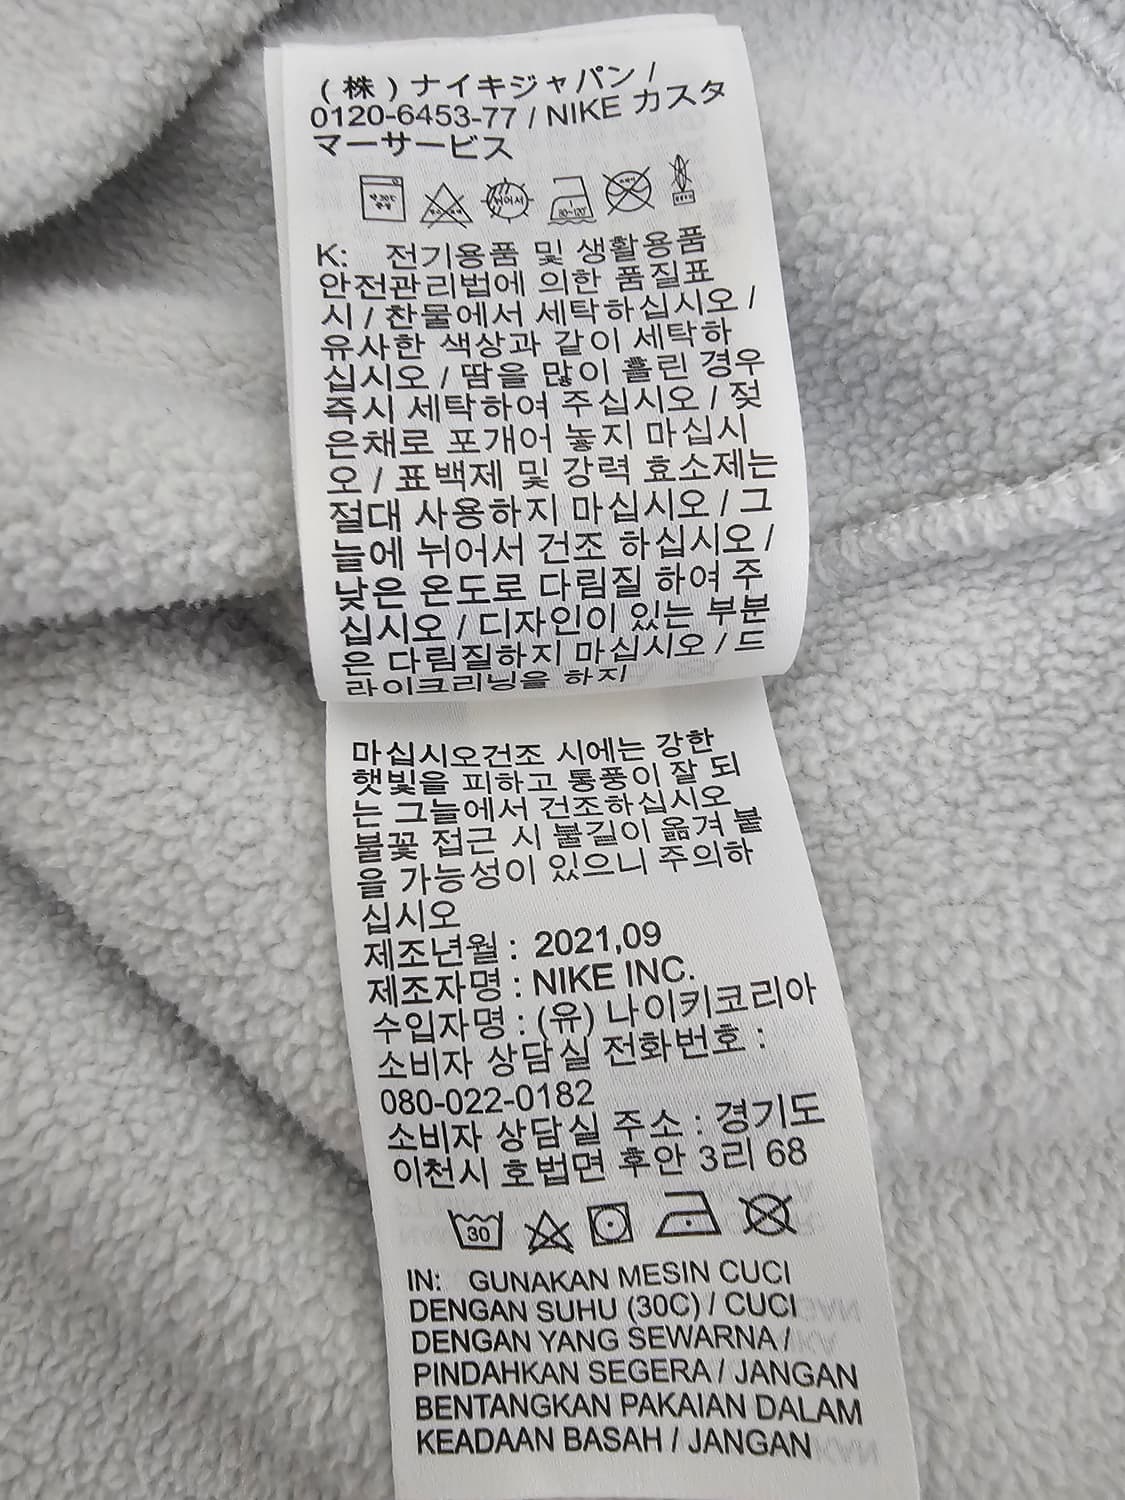 (株)ナイキジャパン /
0120-6453-77 / NIKE カスタ
マーサービス
K: 전기용품 및 생활용품
안전관리법에 의한 품질표
시 / 찬물에서 세탁하십시오 /
유사한 색상과 같이 세탁하
십시오 / 땀을 많이 흘린 경우
즉시 세탁하여 주십시오 / 젖
은채로 포개어 놓지 마십시
오 / 표백제 및 강력 효소제는
절대 사용하지 마십시오 / 그
늘에 뉘어서 건조 하십시오 /
낮은 온도로 다림질 하여 주
십시오 / 디자인이 있는 부분
은 다림질하지 마십시오 / 드
라이크리닝을 하지
마십시오건조 시에는 강한
햇빛을 피하고 통풍이 잘 되
는 그늘에서 건조하십시오
불꽃 접근 시 불길이 옮겨 붙
을 가능성이 있으니 주의하
십시오
제조년월 : 2021,09
제조자명 : NIKE INC.
수입자명 : (유) 나이키코리아
소비자 상담실 전화번호 :
080-022-0182
소비자 상담실 주소 : 경기도
이천시 호법면 후안 3리 68
30
IN: GUNAKAN MESIN CUCI
DENGAN SUHU (30C) / CUCI
DENGAN YANG SEWARNA /
PINDAHKAN SEGERA / JANGAN
BENTANGKAN PAKAIAN DALAM
KEADAAN BASAH / JANGAN